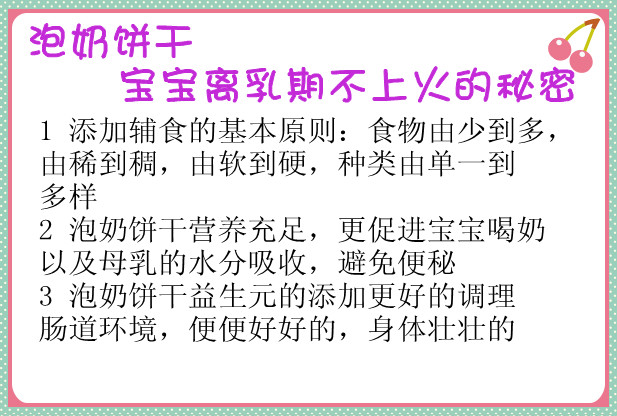 泡奶饼干
宝宝离乳期不上火的秘密
1 添加辅食的基本原则：食物由少到多，
由稀到稠，由软到硬，种类由单一到
多样
2 泡奶饼干营养充足，更促进宝宝喝奶
以及母乳的水分吸收，避免便秘
3 泡奶饼干益生元的添加更好的调理
肠道环境，便便好好的，身体壮壮的